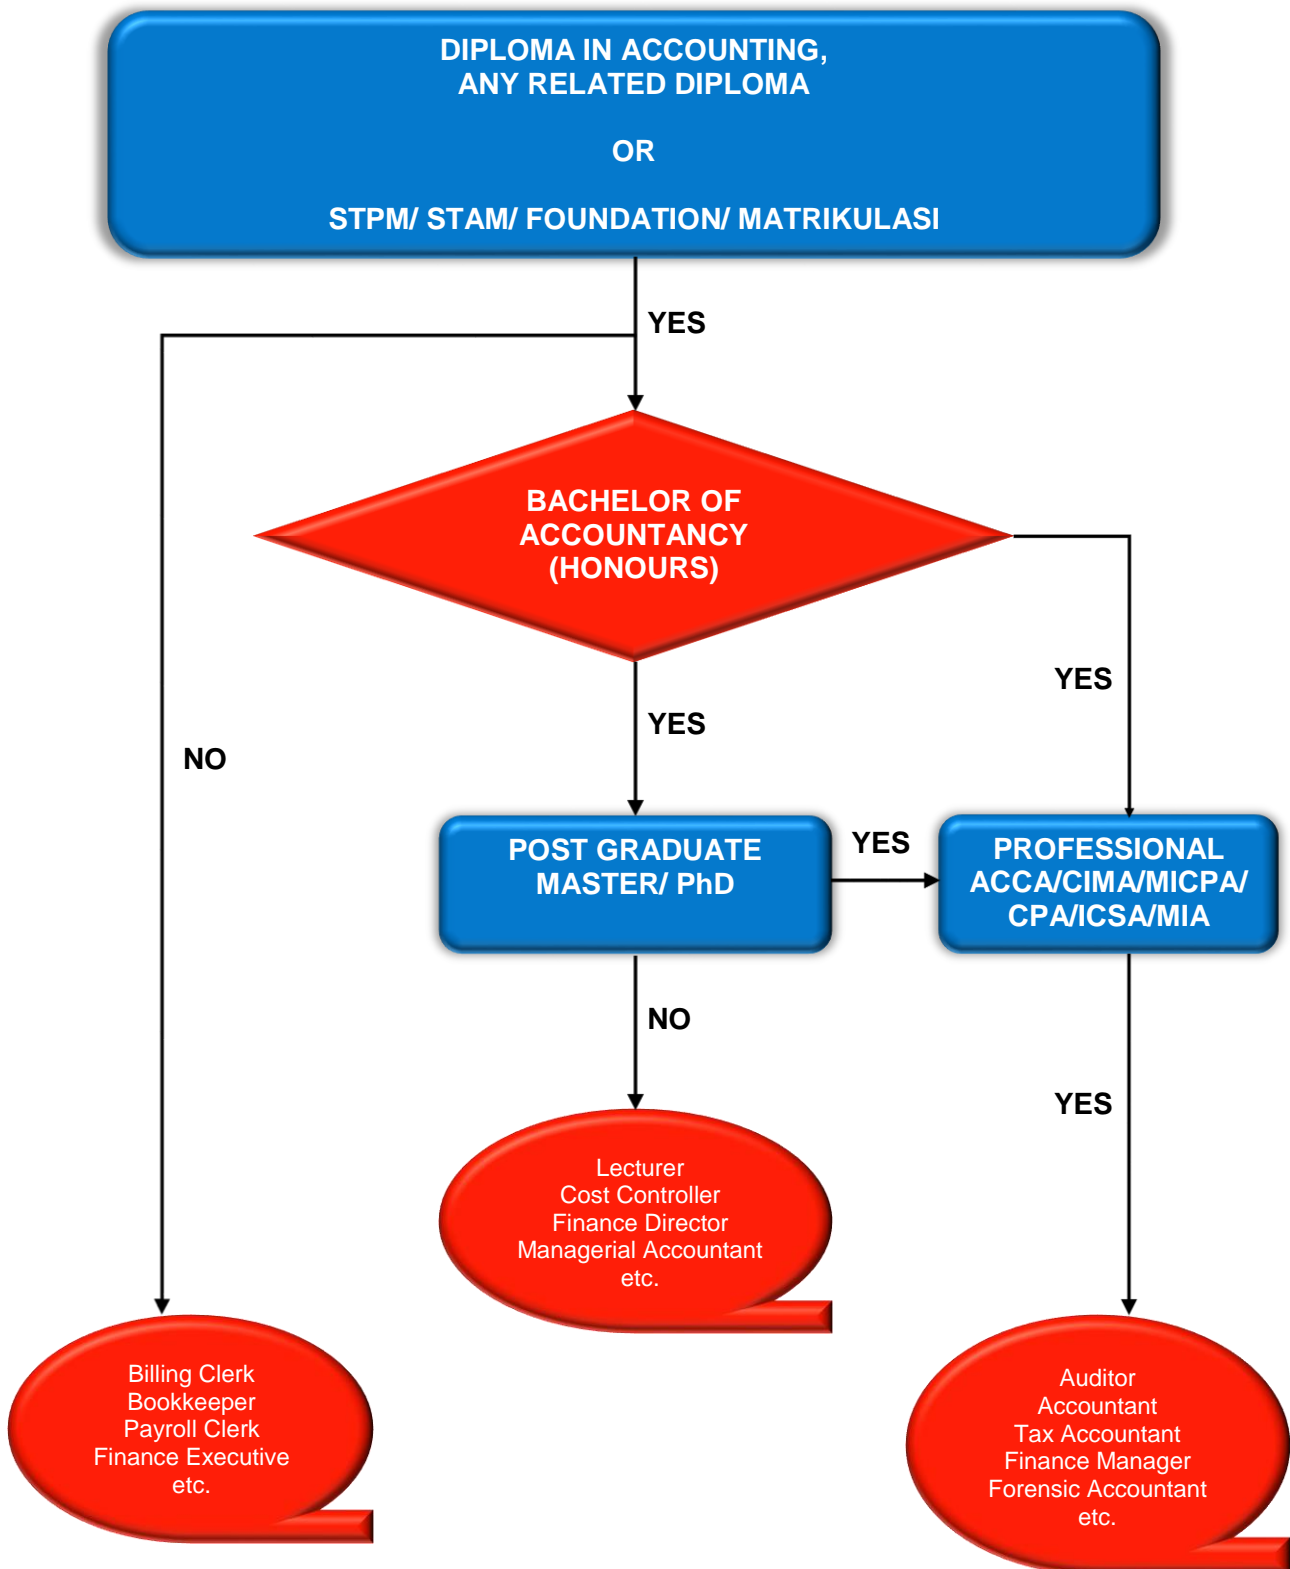 DIPLOMA IN ACCOUNTING,
ANY RELATED DIPLOMA
OR
STPM/ STAM/ FOUNDATION/ MATRIKULASI
YES
BACHELOR OF
ACCOUNTANCY
(HONOURS)
YES
YES
NO
POST GRADUATE
MASTER/ PhD
YES
PROFESSIONAL
ACCA/CIMA/MICPA/
CPA/ICSA/MIA
NO
YES
Lecturer
Cost Controller
Finance Director
Managerial Accountant
etc.
Billing Clerk
Bookkeeper
Payroll Clerk
Finance Executive
etc.
Auditor
Accountant
Tax Accountant
Finance Manager
Forensic Accountant
etc.